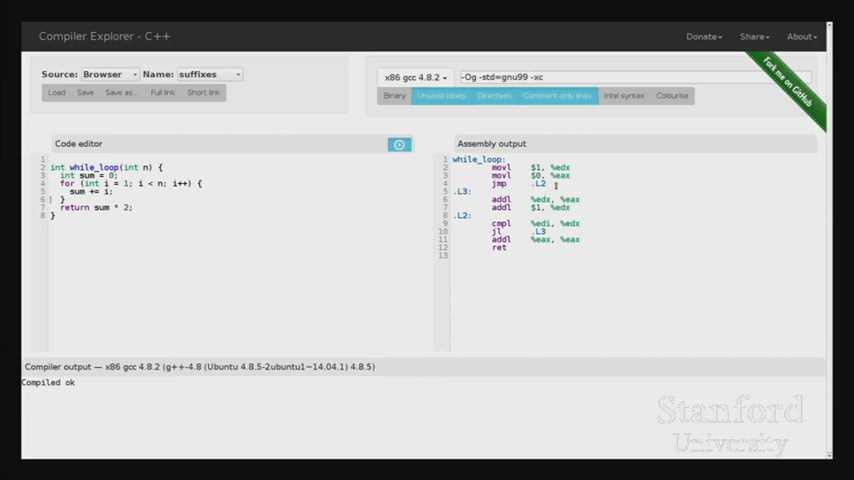 Compiler Explorer - C++
Donate Share About
Fork me on GitHub
Source: Browser Name: suffixes
Load Save Save as... Full link Short link
x86 gcc 4.8.2 -Og -std=gnu99 -xc
Binary Unused labels Directives Comment-only lines Intel syntax Colourise
Code editor
1
2 int while_loop(int n) {
3 int sum = 0;
4 for (int i = 1; i < n; i++) {
5 sum += i;
6 }
7 return sum * 2;
8 }
Assembly output
1 while_loop:
2 movl $1, %edx
3 movl $0, %eax
4 jmp .L2
5 .L3:
6 addl %edx, %eax
7 addl $1, %edx
8 .L2:
9 cmpl %edi, %edx
10 jl .L3
11 addl %eax, %eax
12 ret
13
Compiler output — x86 gcc 4.8.2 (g++-4.8 (Ubuntu 4.8.5-2ubuntu1~14.04.1) 4.8.5)
Compiled ok
Stanford
University